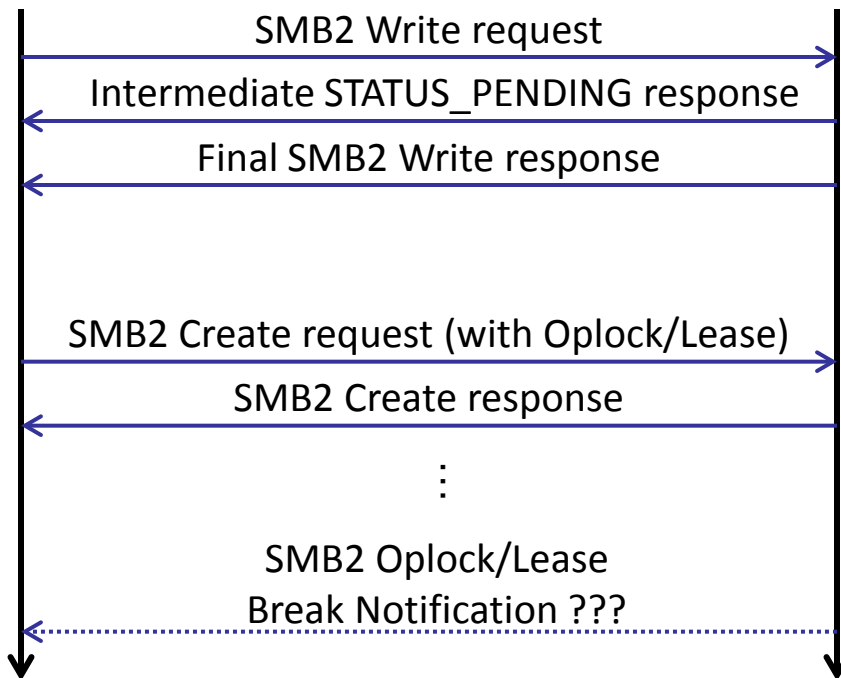 SMB2 Write request
Intermediate STATUS_PENDING response
Final SMB2 Write response
SMB2 Create request (with Oplock/Lease)
SMB2 Create response
⋮
SMB2 Oplock/Lease
Break Notification ???